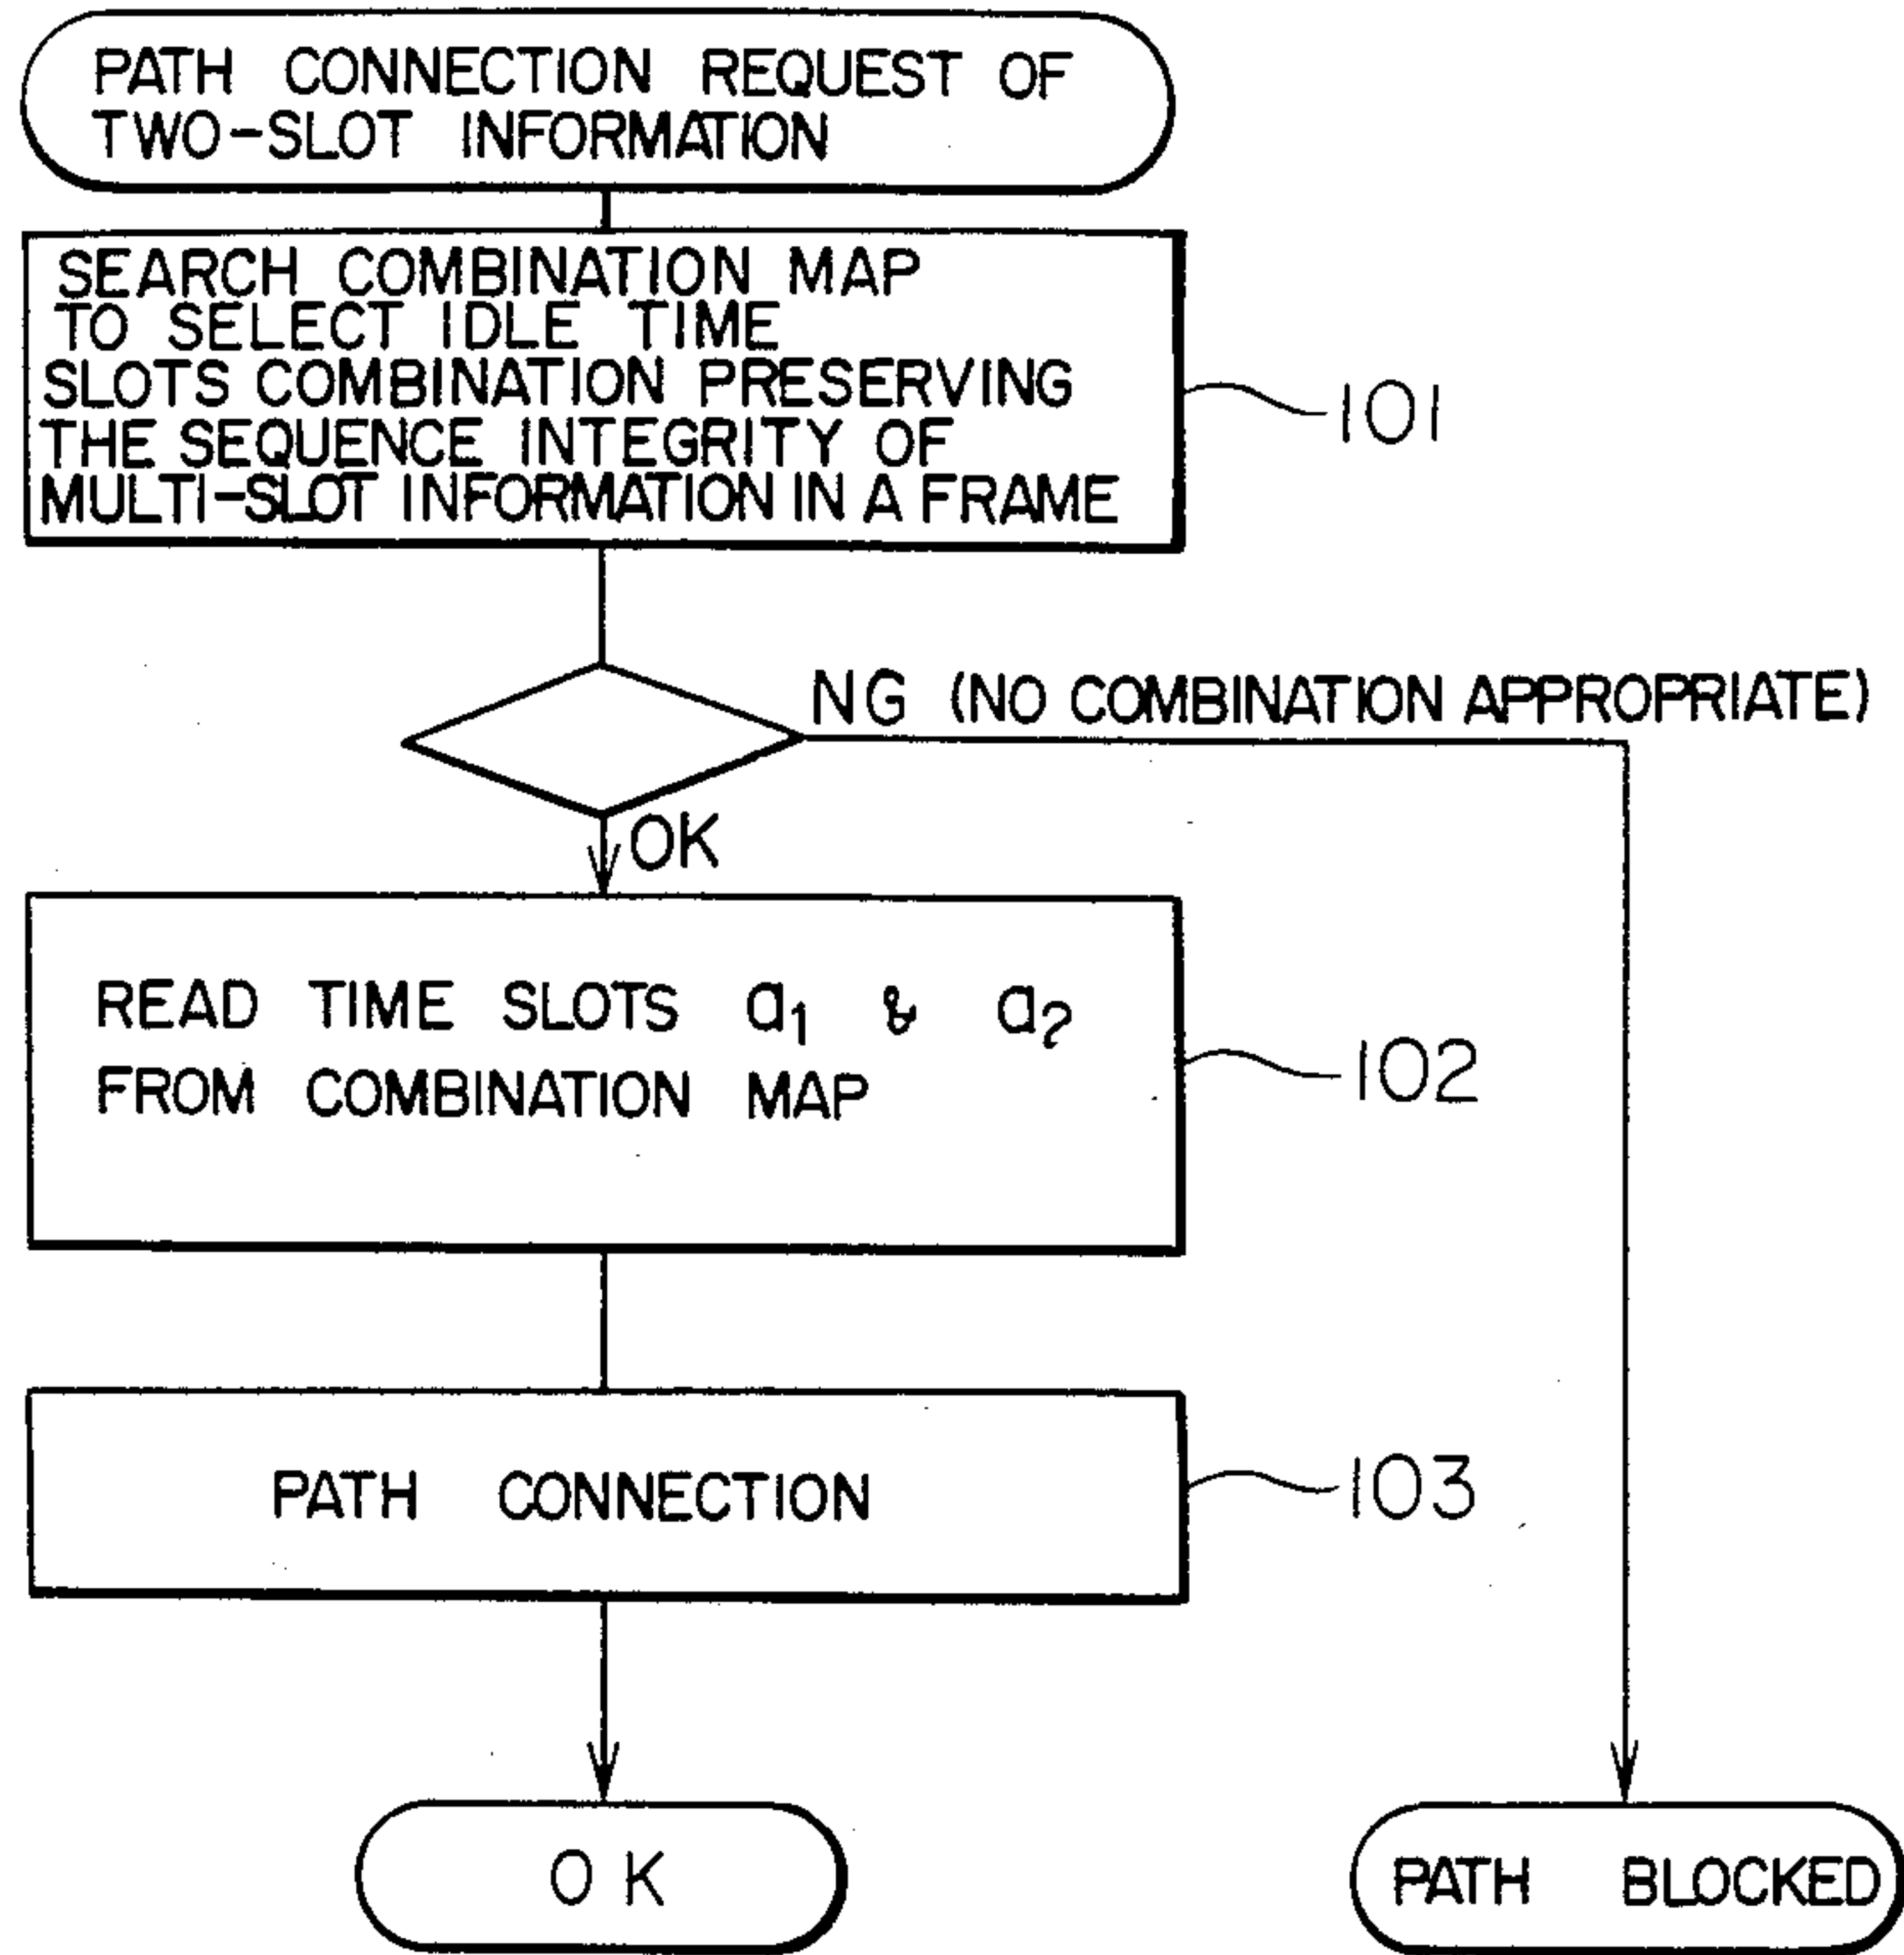 PATH CONNECTION REQUEST OF
TWO-SLOT INFORMATION
SEARCH COMBINATION MAP
TO SELECT IDLE TIME
SLOTS COMBINATION PRESERVING
THE SEQUENCE INTEGRITY OF
MULTI-SLOT INFORMATION IN A FRAME
101
NG (NO COMBINATION APPROPRIATE)
OK
READ TIME SLOTS a₁ & a₂
FROM COMBINATION MAP
102
PATH CONNECTION
103
OK
PATH BLOCKED